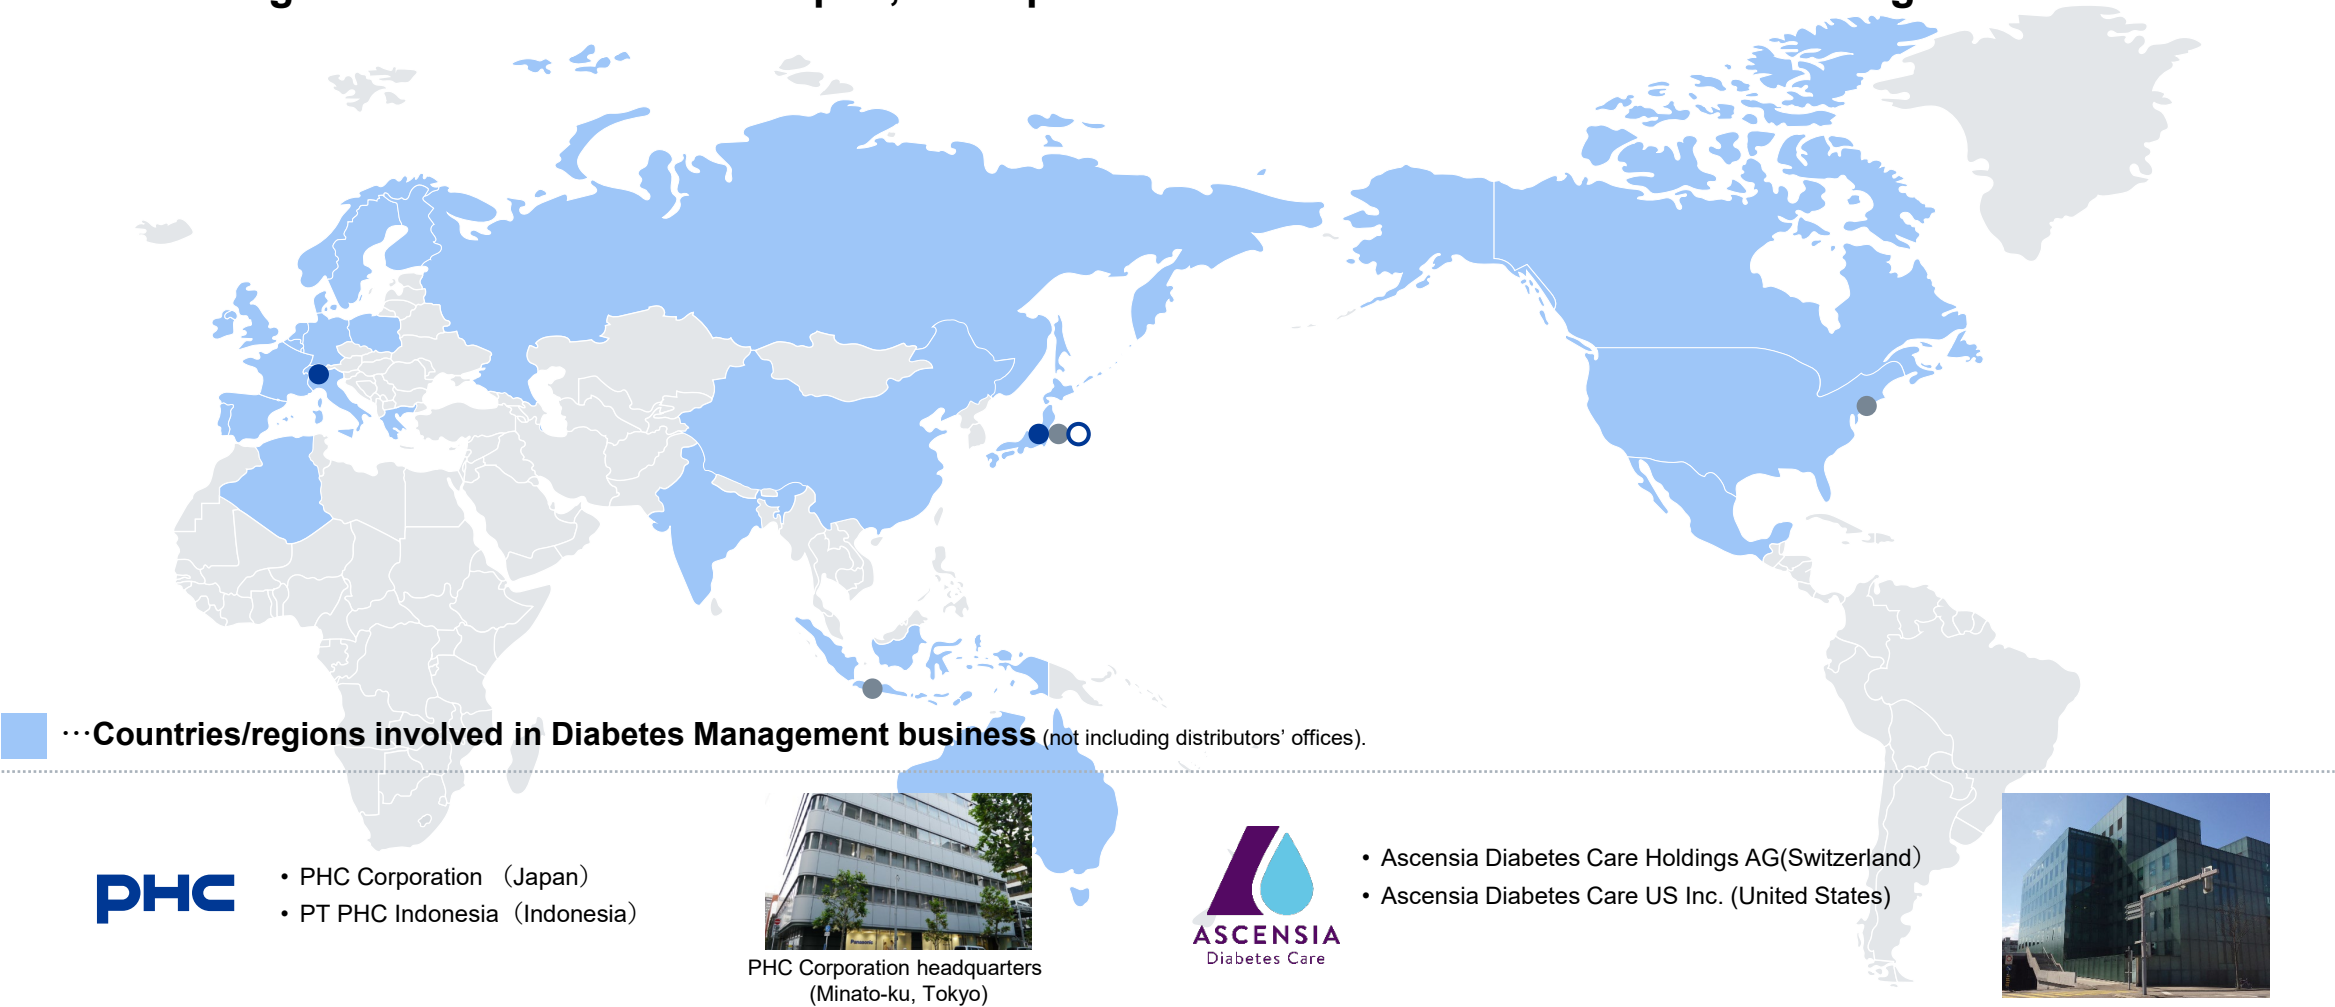 …Countries/regions involved in Diabetes Management business (not including distributors’ offices).
PHC
• PHC Corporation （Japan）
• PT PHC Indonesia（Indonesia）
PHC Corporation headquarters
(Minato-ku, Tokyo)
ASCENSIA
Diabetes Care
• Ascensia Diabetes Care Holdings AG(Switzerland）
• Ascensia Diabetes Care US Inc. (United States)